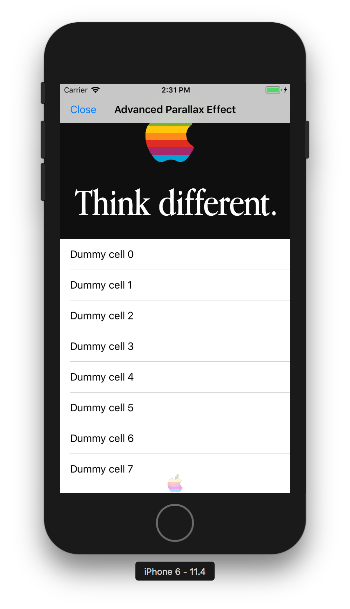 Carrier 2:31 PM
Close Advanced Parallax Effect
Think different.
Dummy cell 0
Dummy cell 1
Dummy cell 2
Dummy cell 3
Dummy cell 4
Dummy cell 5
Dummy cell 6
Dummy cell 7
iPhone 6 - 11.4